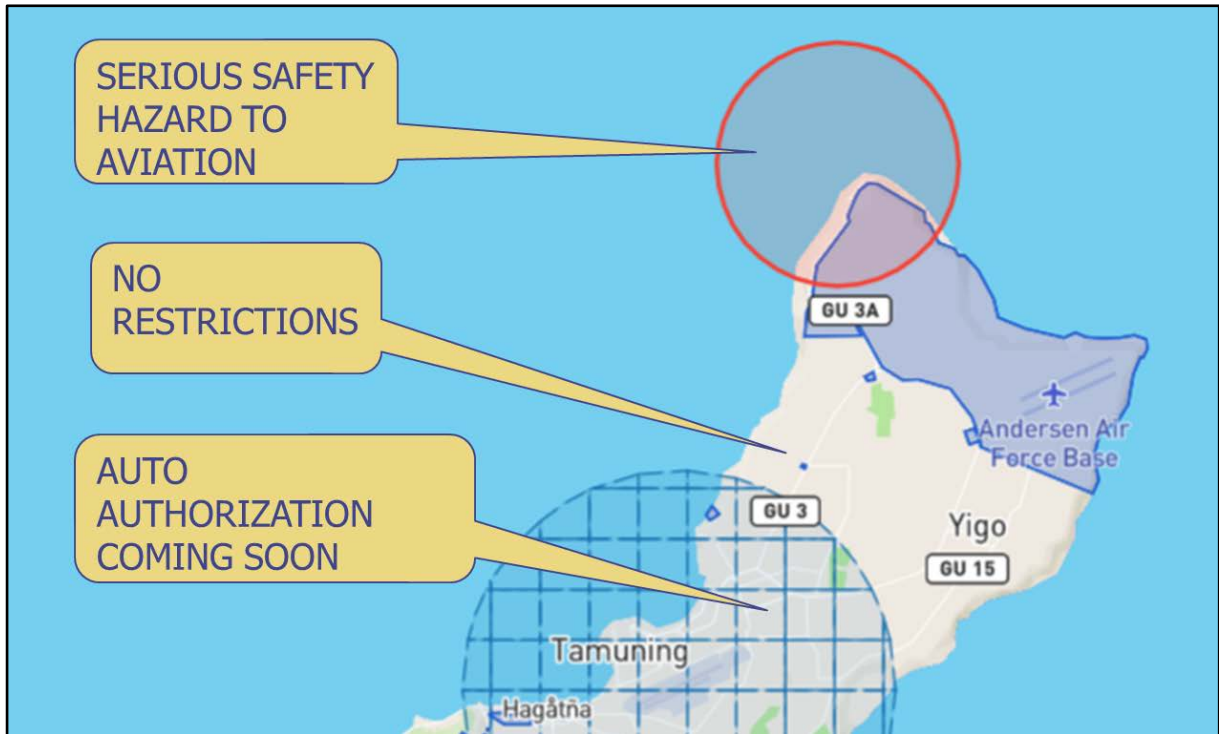 SERIOUS SAFETY
HAZARD TO
AVIATION
NO
RESTRICTIONS
GU 3A
Andersen Air
Force Base
AUTO
AUTHORIZATION
COMING SOON
GU 3
Yigo
GU 15
Tamuning
Hagåtña